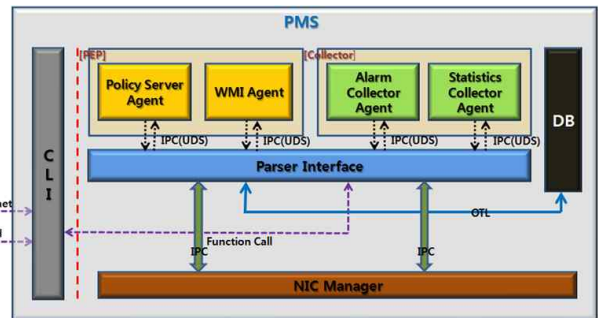 PMS
[PEP]
[Collector]
Policy Server
Agent
WMI Agent
Alarm
Collector
Agent
Statistics
Collector
Agent
DB
IPC(UDS)
IPC(UDS)
IPC(UDS)
IPC(UDS)
C
L
I
Parser Interface
OTL
Function Call
IPC
IPC
NIC Manager